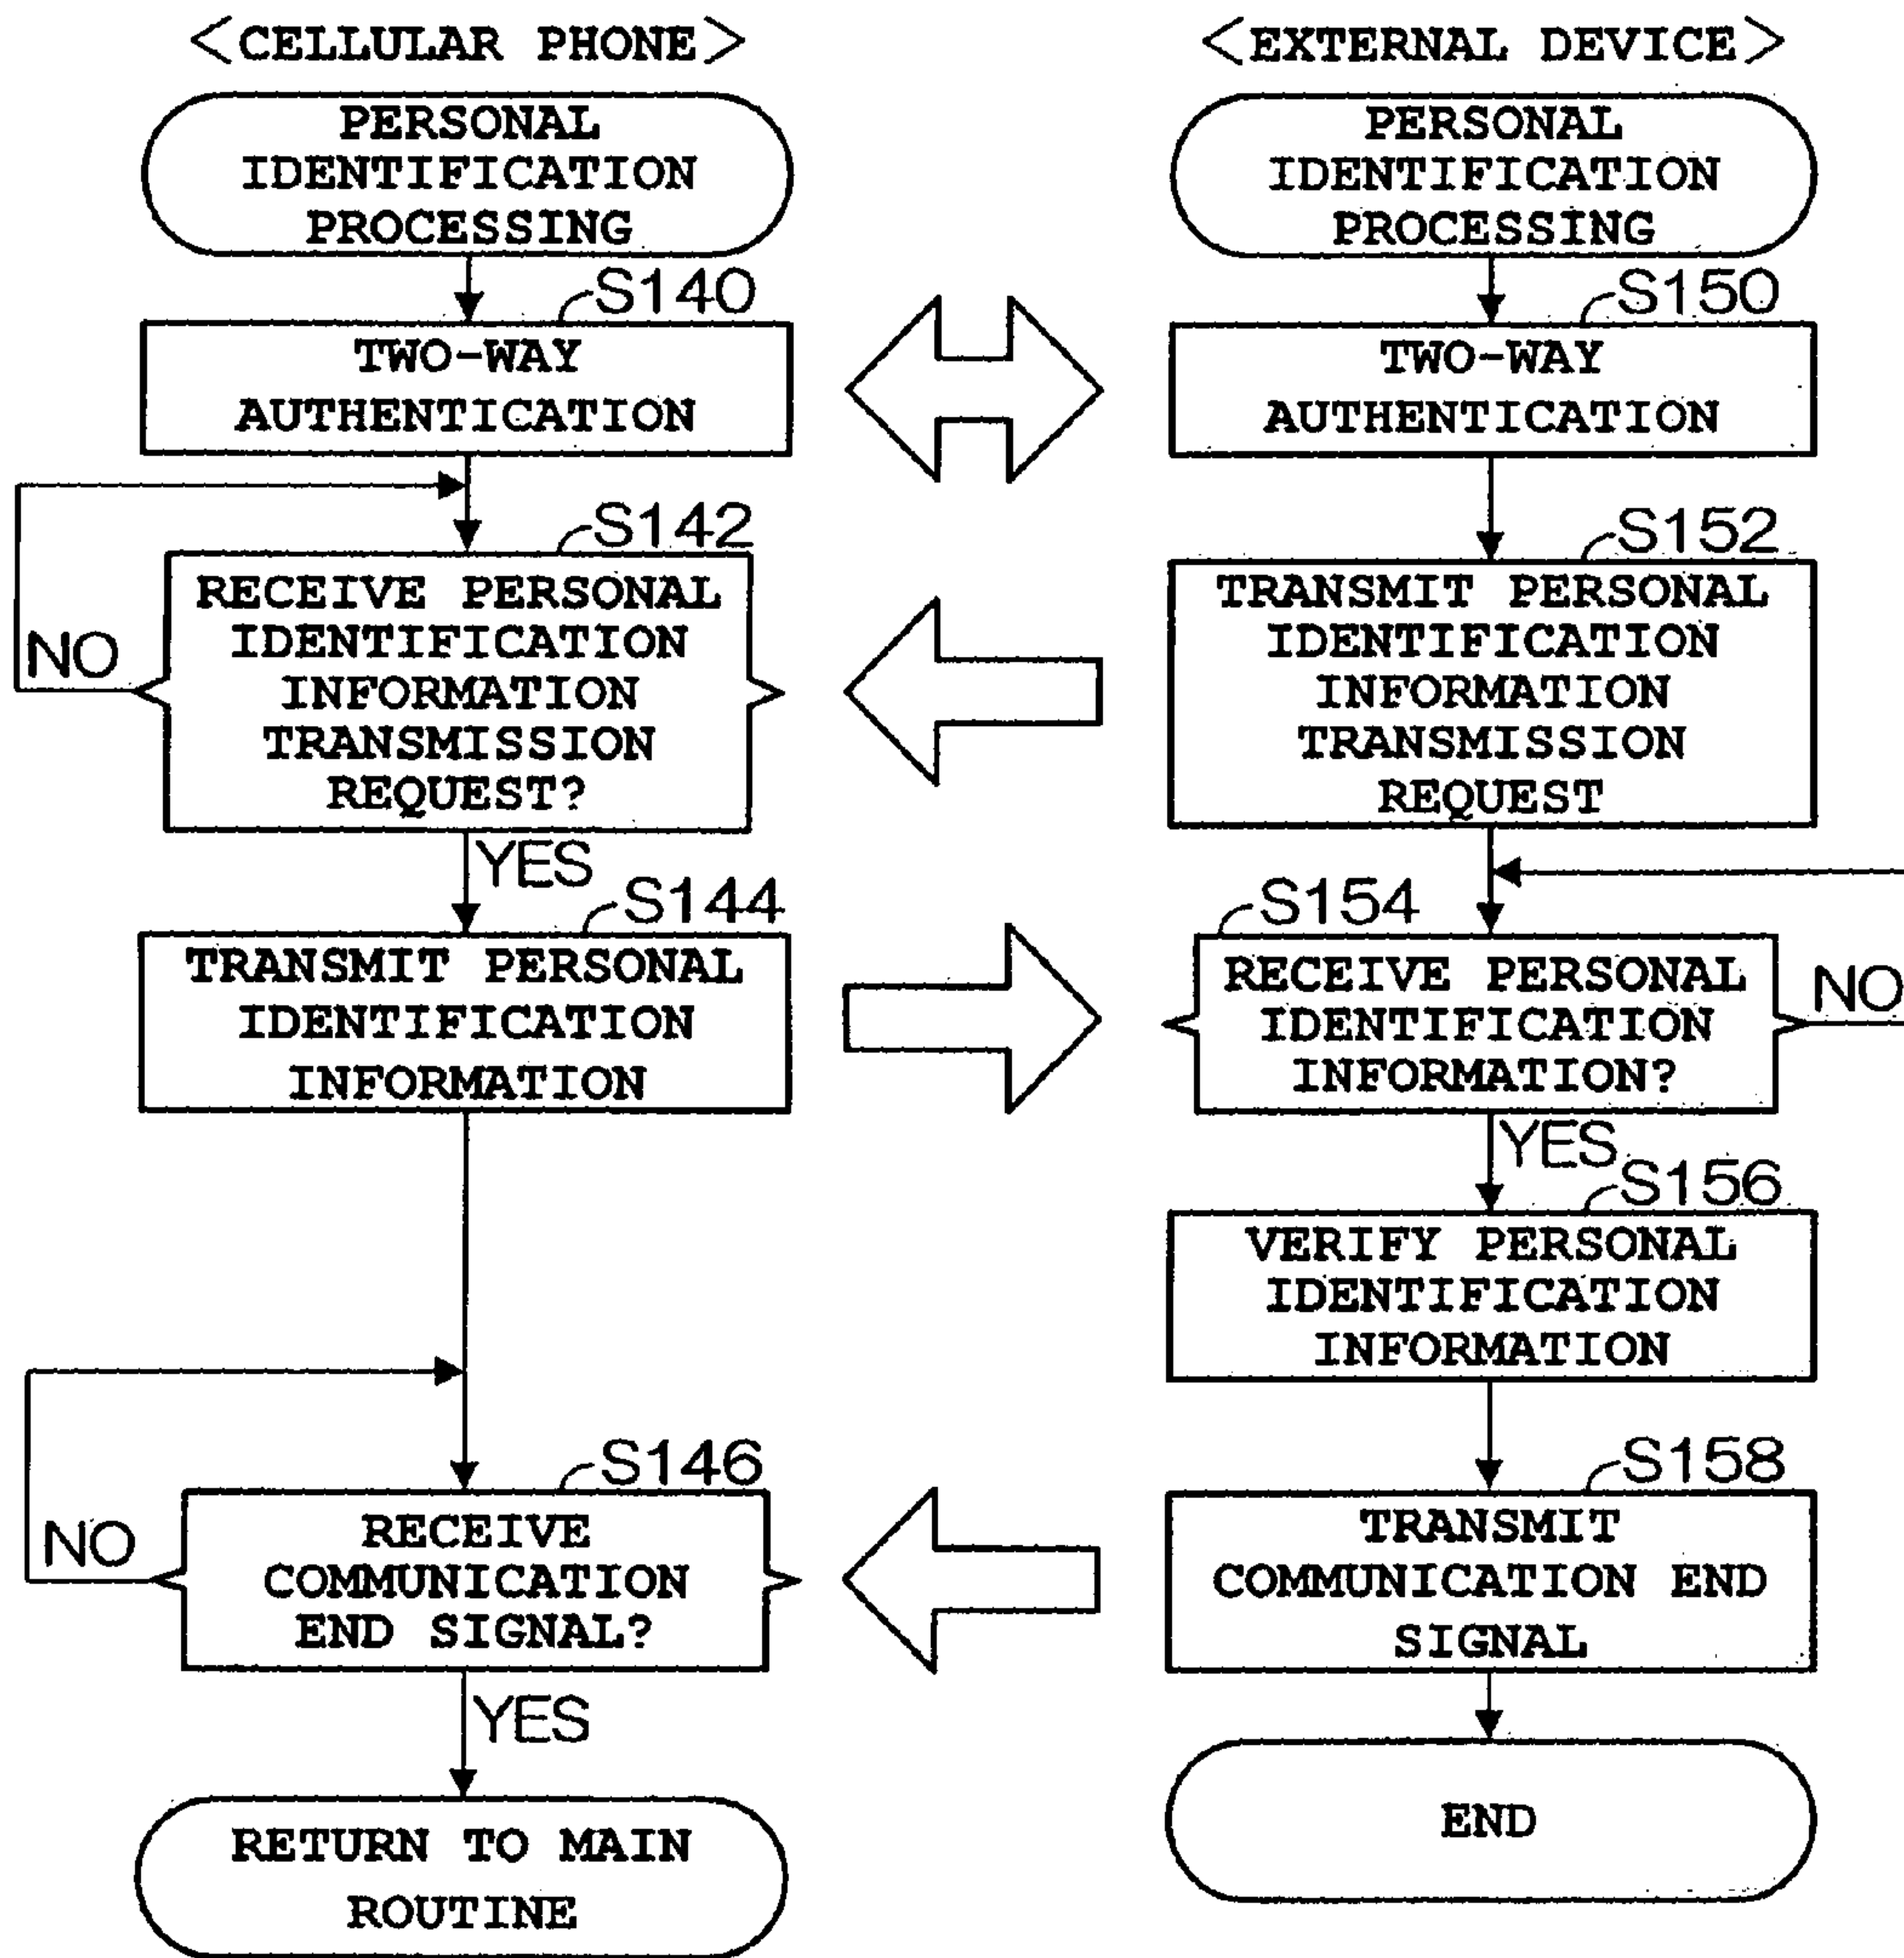 <CELLULAR PHONE>
PERSONAL
IDENTIFICATION
PROCESSING
S140
TWO-WAY
AUTHENTICATION
S142
RECEIVE PERSONAL
IDENTIFICATION
INFORMATION
TRANSMISSION
REQUEST?
NO
YES
S144
TRANSMIT PERSONAL
IDENTIFICATION
INFORMATION
S146
RECEIVE
COMMUNICATION
END SIGNAL?
NO
YES
RETURN TO MAIN
ROUTINE
<EXTERNAL DEVICE>
PERSONAL
IDENTIFICATION
PROCESSING
S150
TWO-WAY
AUTHENTICATION
S152
TRANSMIT PERSONAL
IDENTIFICATION
INFORMATION
TRANSMISSION
REQUEST
S154
RECEIVE PERSONAL
IDENTIFICATION
INFORMATION?
NO
YES
S156
VERIFY PERSONAL
IDENTIFICATION
INFORMATION
S158
TRANSMIT
COMMUNICATION END
SIGNAL
END